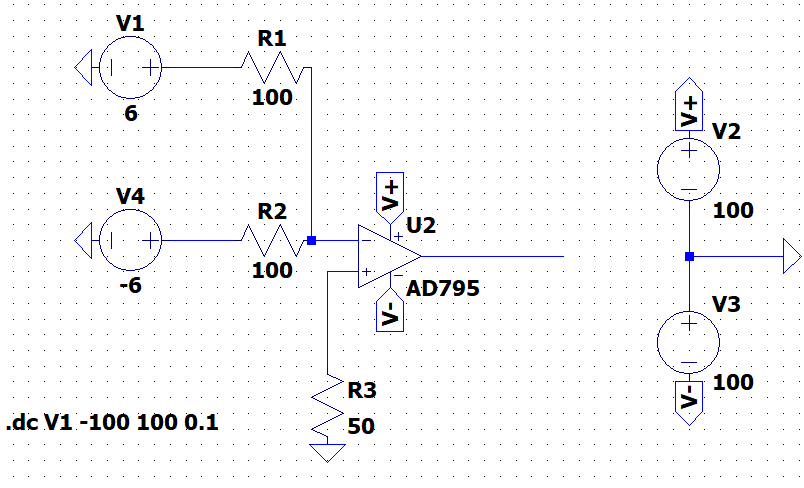 V1
R1
100
6
V4
R2
100
-6
V+
U2
AD795
V-
R3
50
.dc V1 -100 100 0.1
V+
V2
100
V3
100
V-